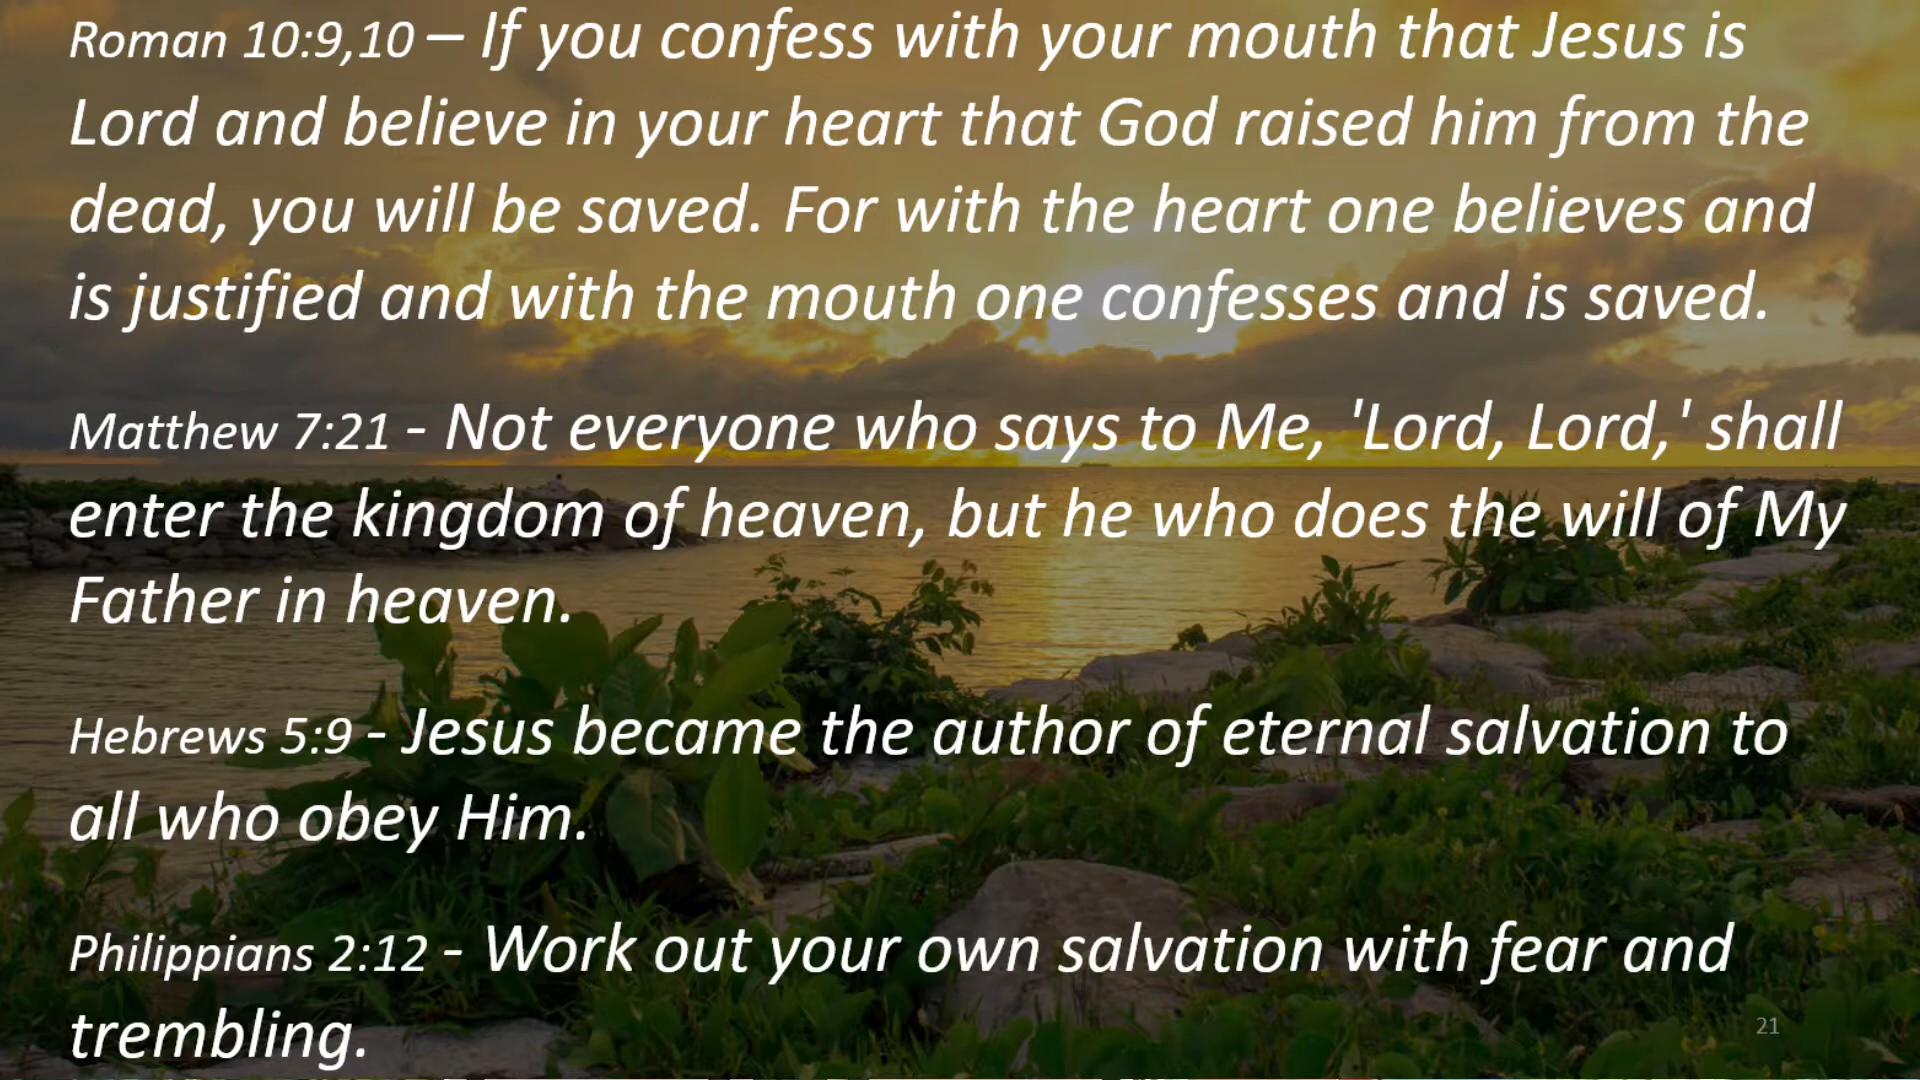 Roman 10:9,10 – If you confess with your mouth that Jesus is
Lord and believe in your heart that God raised him from the
dead, you will be saved. For with the heart one believes and
is justified and with the mouth one confesses and is saved.
Matthew 7:21 - Not everyone who says to Me, 'Lord, Lord,' shall
enter the kingdom of heaven, but he who does the will of My
Father in heaven.
Hebrews 5:9 - Jesus became the author of eternal salvation to
all who obey Him.
Philippians 2:12 - Work out your own salvation with fear and
trembling.
21